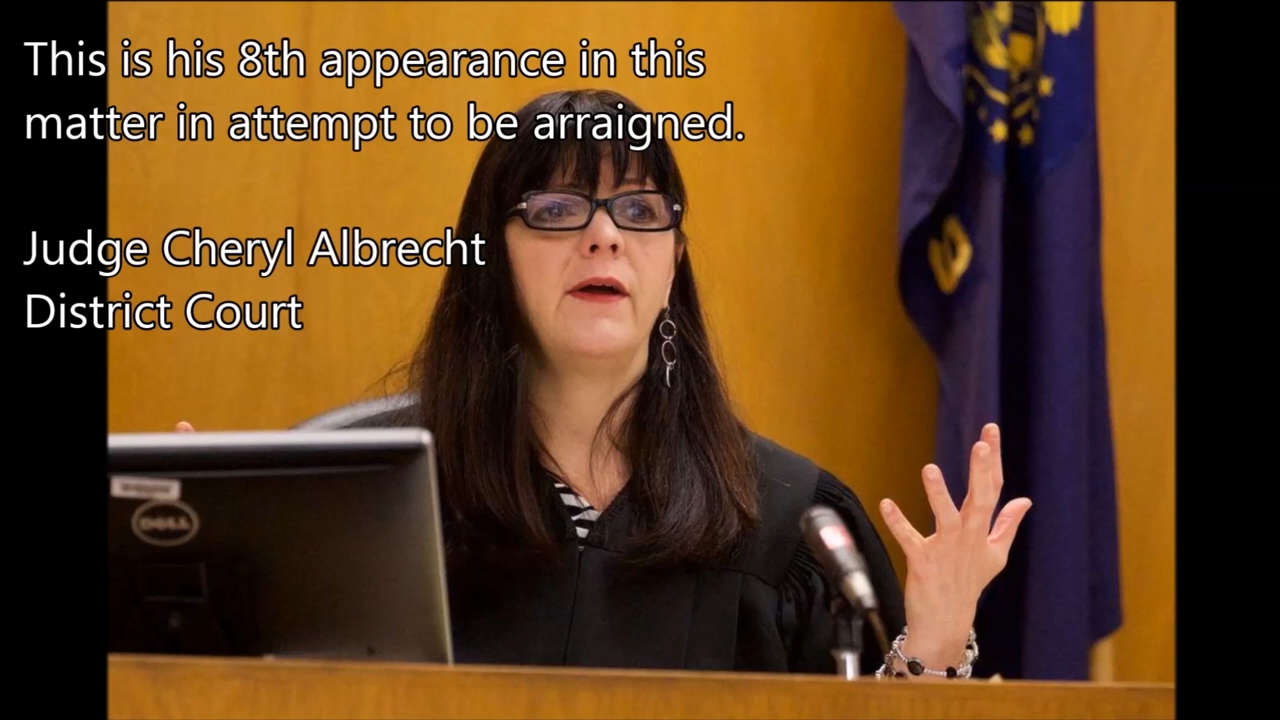 This is his 8th appearance in this
matter in attempt to be arraigned.
Judge Cheryl Albrecht
District Court
DELL